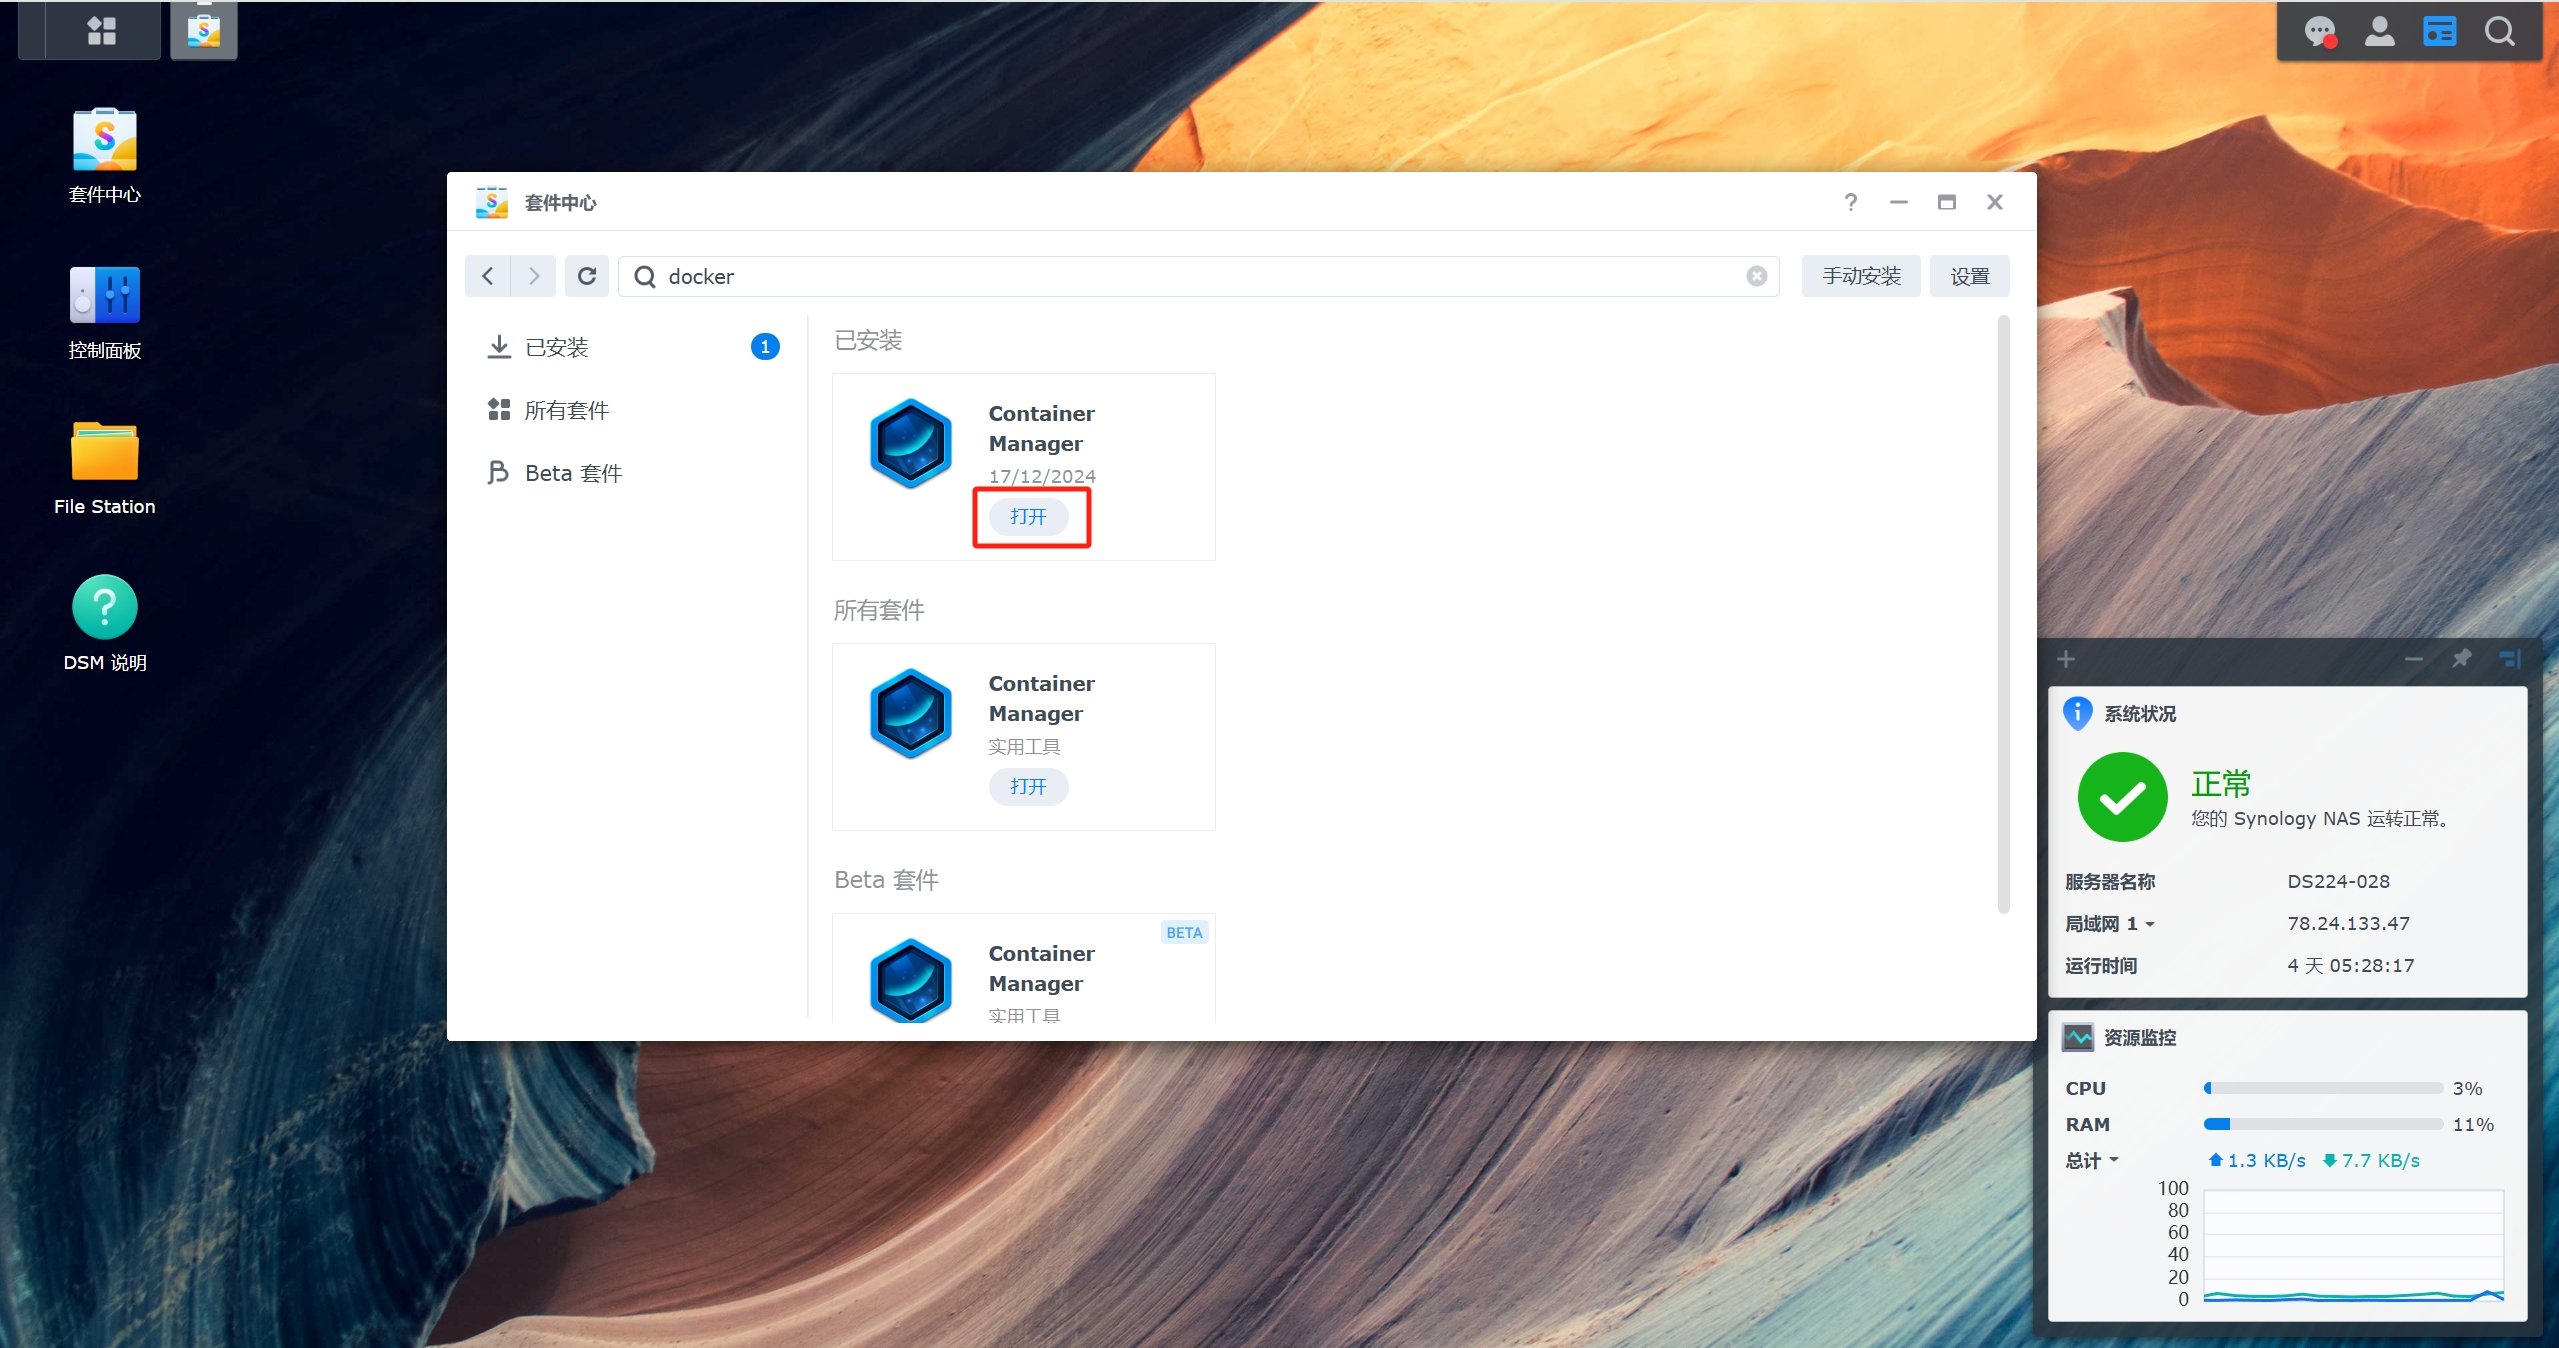 套件中心
控制面板
File Station
DSM 说明
套件中心
docker
手动安装
设置
已安装
1
所有套件
Beta 套件
已安装
Container
Manager
17/12/2024
打开
所有套件
Container
Manager
实用工具
打开
Beta 套件
BETA
Container
Manager
实用工具
系统状况
正常
您的 Synology NAS 运转正常。
服务器名称 DS224-028
局域网 1 78.24.133.47
运行时间 4 天 05:28:17
资源监控
CPU 3%
RAM 11%
总计 1.3 KB/s 7.7 KB/s
100
80
60
40
20
0